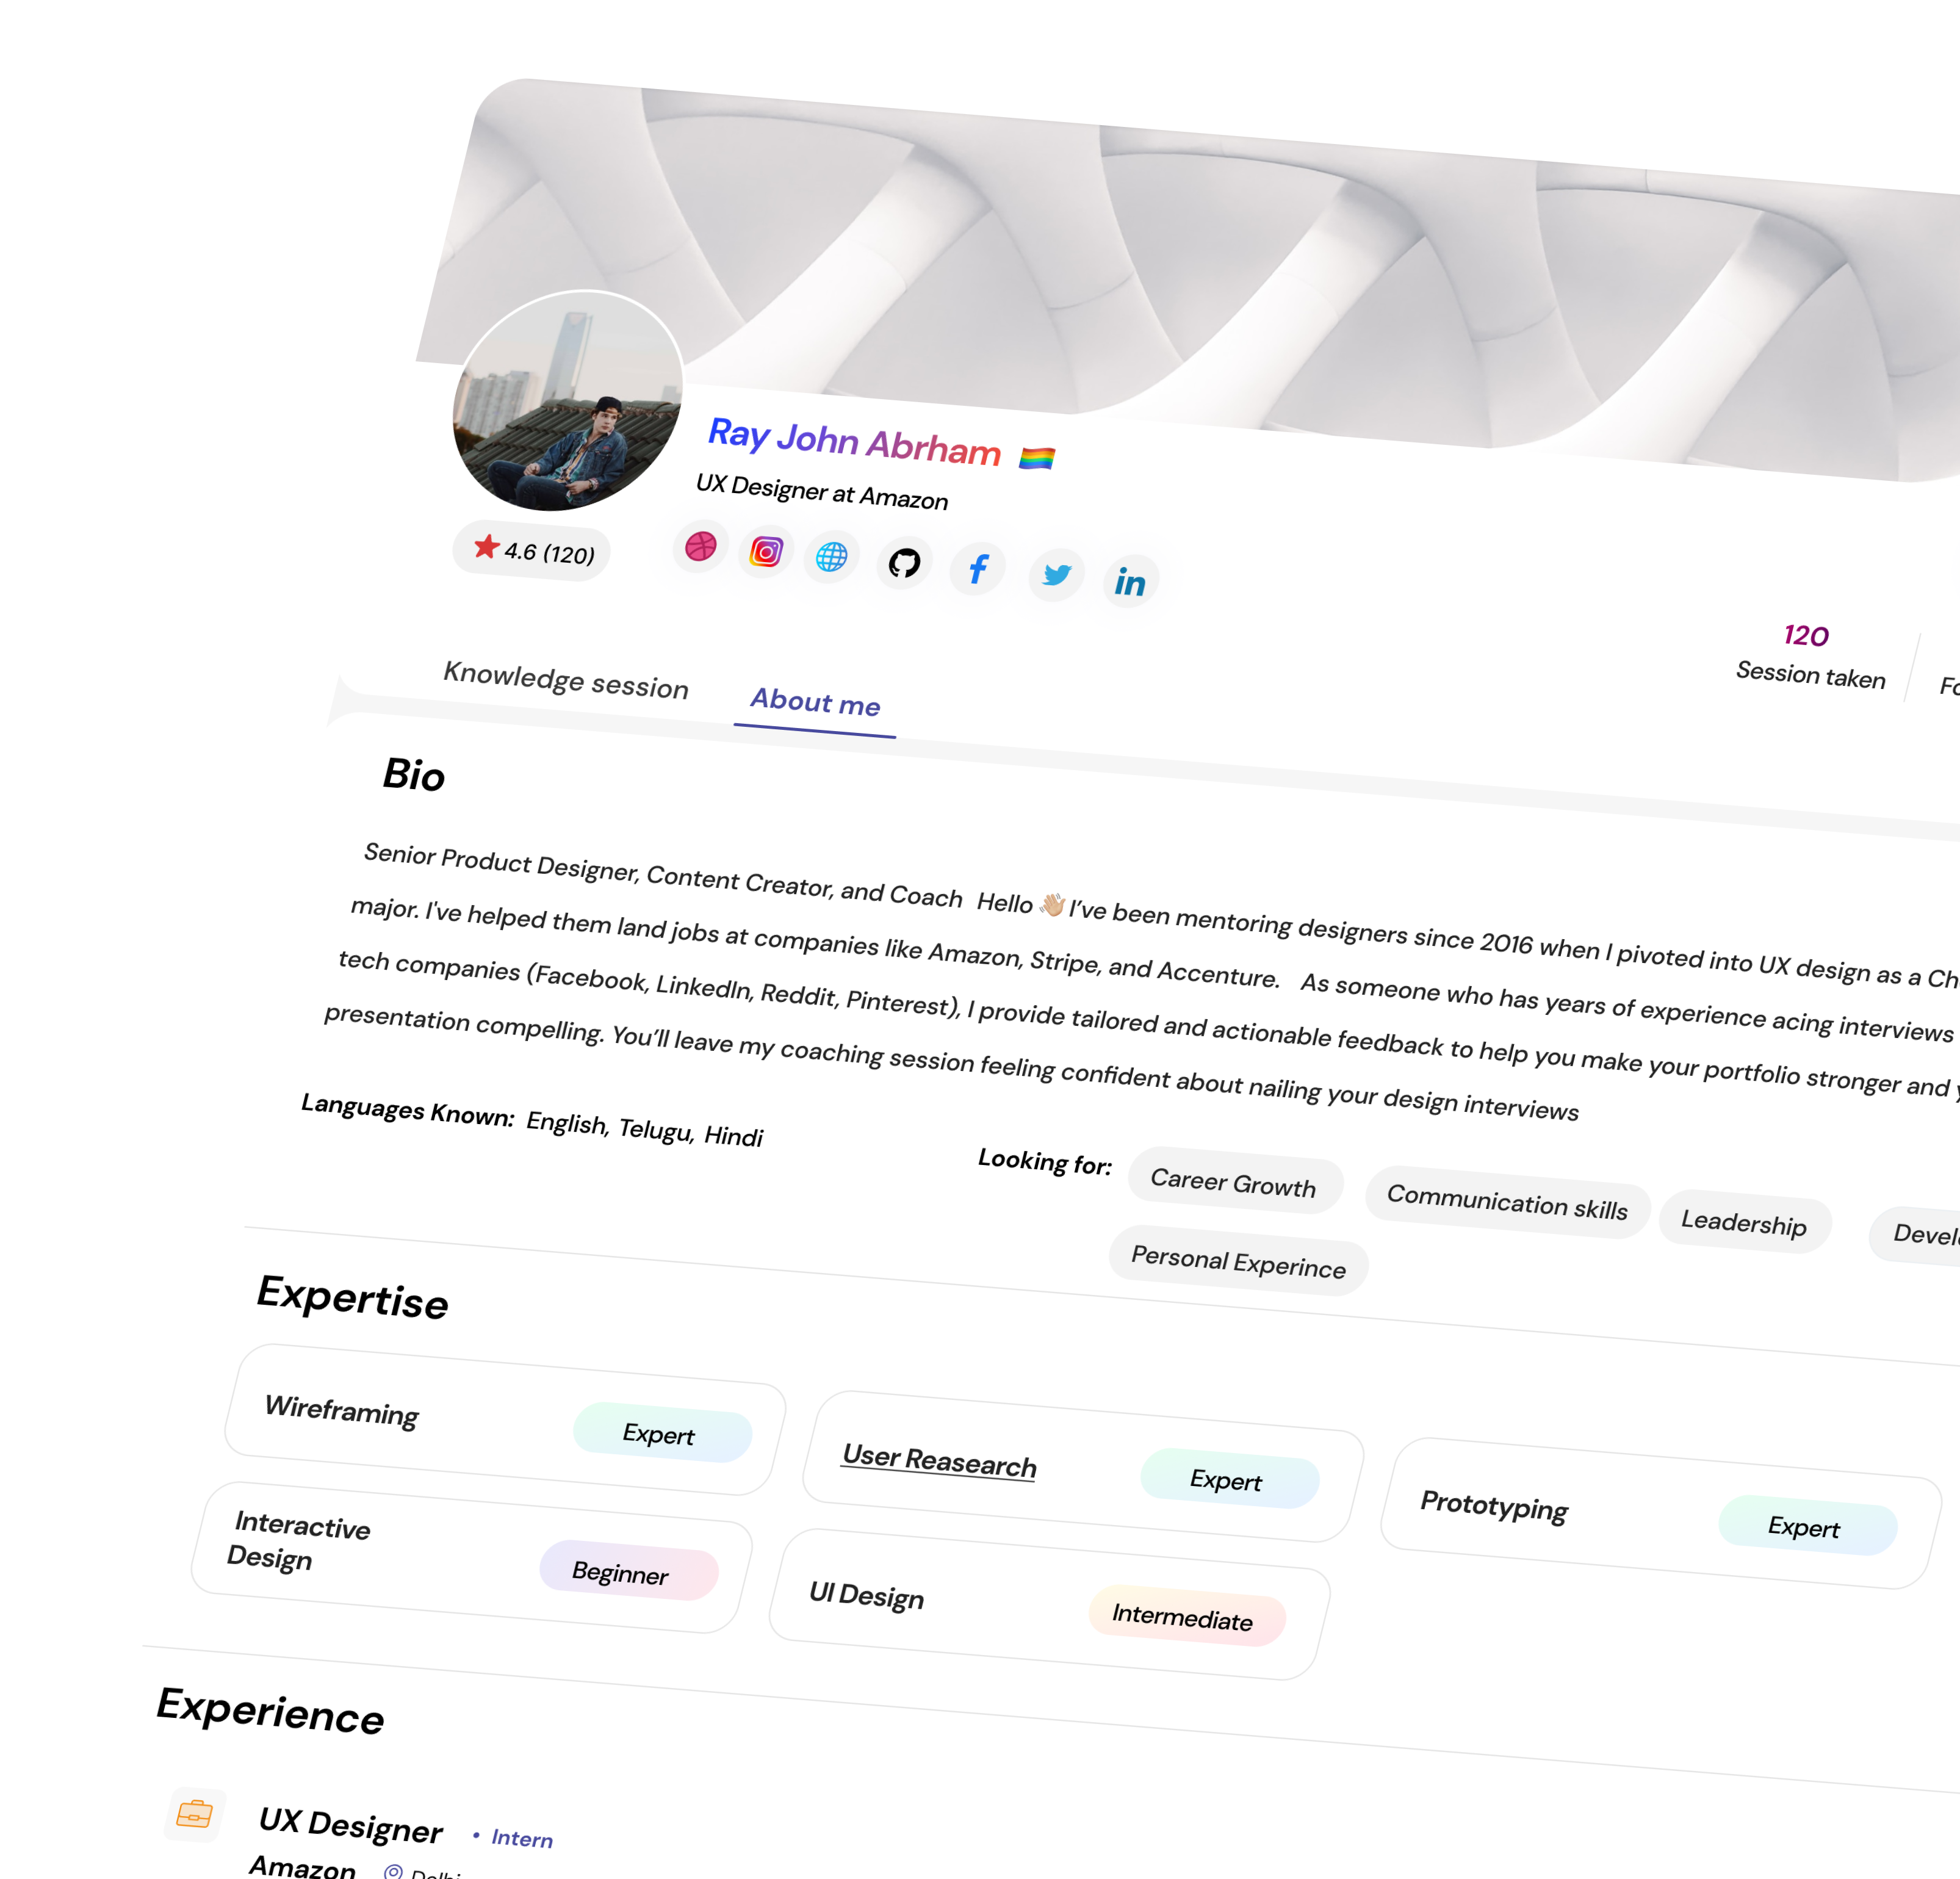 Ray John Abrham
UX Designer at Amazon
4.6 (120)
120
Session taken
Knowledge session
About me
Bio
Senior Product Designer, Content Creator, and Coach Hello 👋🏼 I’ve been mentoring designers since 2016 when I pivoted into UX design as a
major. I've helped them land jobs at companies like Amazon, Stripe, and Accenture. As someone who has years of experience acing interviews
tech companies (Facebook, LinkedIn, Reddit, Pinterest), I provide tailored and actionable feedback to help you make your portfolio stronger and
presentation compelling. You’ll leave my coaching session feeling confident about nailing your design interviews
Languages Known: English, Telugu, Hindi
Looking for:
Career Growth
Communication skills
Leadership
Personal Experince
Expertise
Wireframing
Expert
User Reasearch
Expert
Prototyping
Expert
Interactive
Design
Beginner
UI Design
Intermediate
Experience
UX Designer • Intern
Amazon